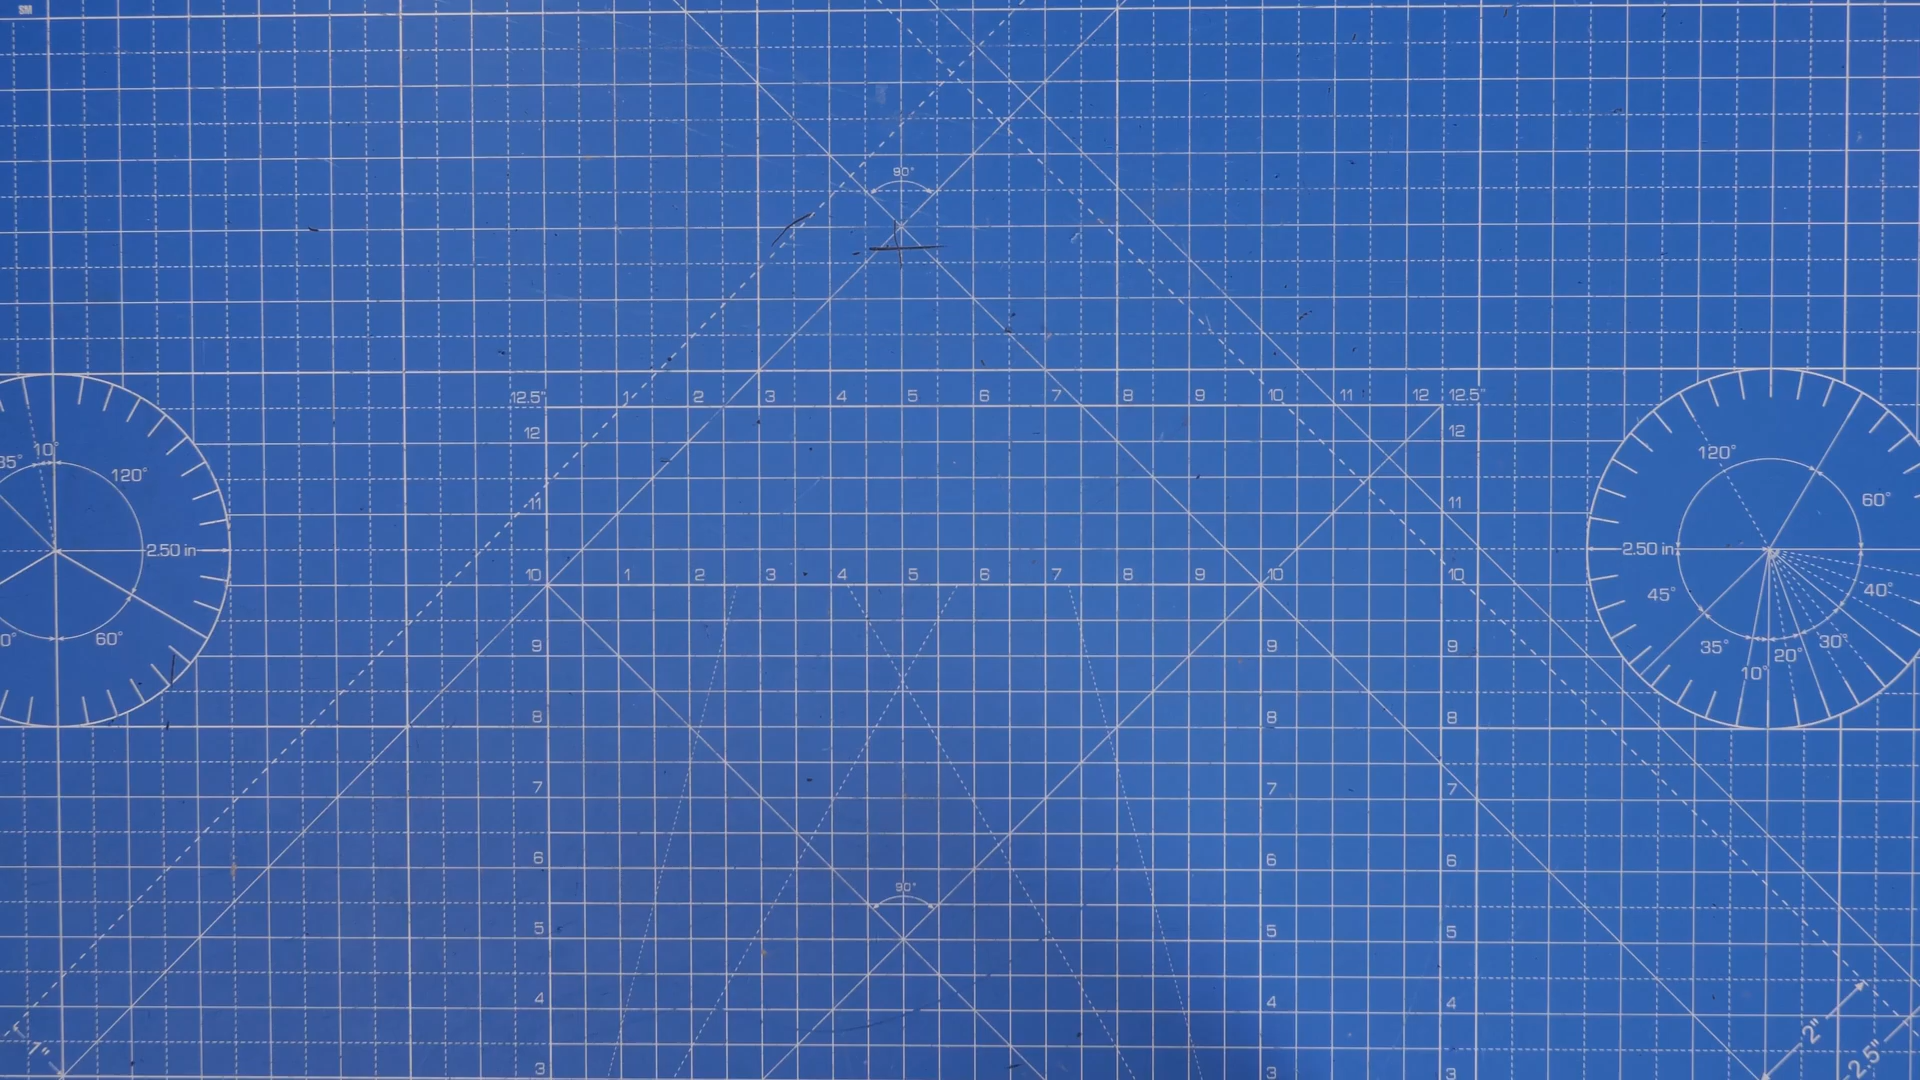 SM
90°
12.5" 1 2 3 4 5 6 7 8 9 10 11 12 12.5"
12 12
11 11
10° 120°
35°
2.50 in
120° 60°
2.50 in
45° 40°
35° 10° 20° 30°
60°
10 1 2 3 4 5 6 7 8 9 10 10
9 9 9
8 8 8
7 7 7
6 6 6
90°
5 5 5
4 4 4
3 3 3
1"
2"
2.5"